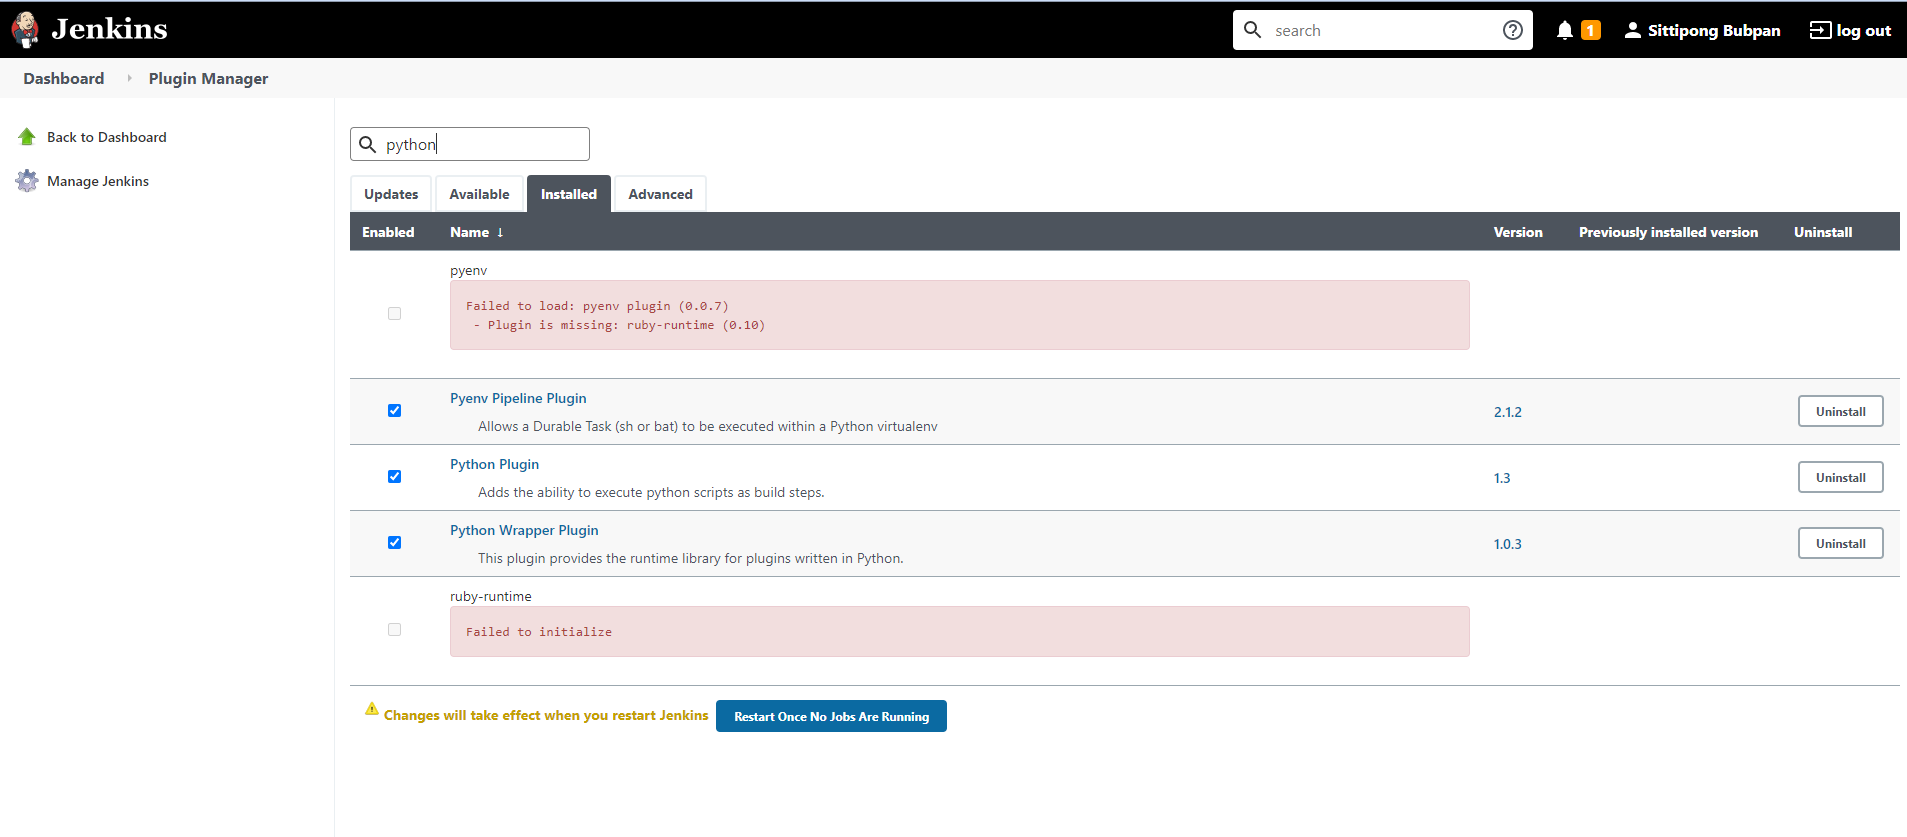 Jenkins
search
1
Sittipong Bubpan
log out
Dashboard
Plugin Manager
Back to Dashboard
Manage Jenkins
python
Updates
Available
Installed
Advanced
Enabled
Name ↓
Version
Previously installed version
Uninstall
pyenv
Failed to load: pyenv plugin (0.0.7)
- Plugin is missing: ruby-runtime (0.10)
Pyenv Pipeline Plugin
Allows a Durable Task (sh or bat) to be executed within a Python virtualenv
2.1.2
Uninstall
Python Plugin
Adds the ability to execute python scripts as build steps.
1.3
Uninstall
Python Wrapper Plugin
This plugin provides the runtime library for plugins written in Python.
1.0.3
Uninstall
ruby-runtime
Failed to initialize
Changes will take effect when you restart Jenkins
Restart Once No Jobs Are Running